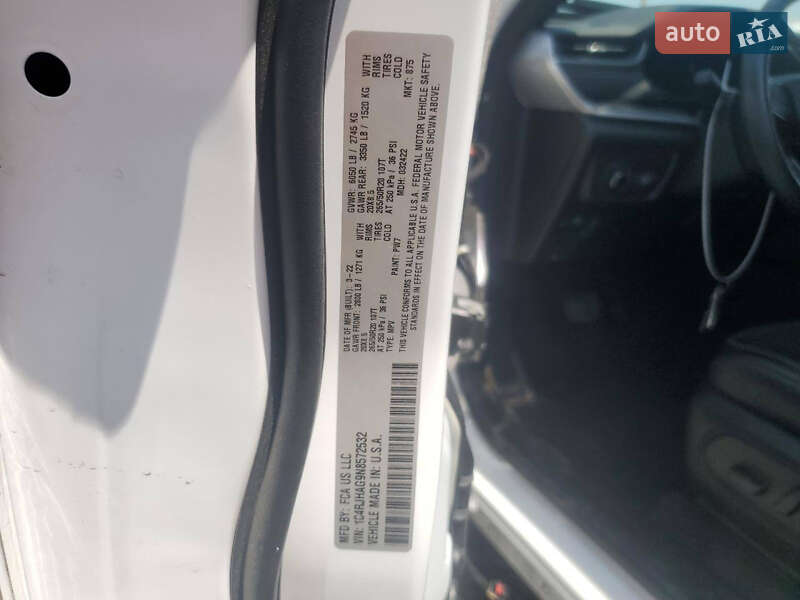 MFD BY: FCA US LLC
DATE OF MFR (BUILT): 3-22
GVWR: 6050 LB / 2745 KG
GAWR FRONT: 2800 LB / 1271 KG WITH
GAWR REAR: 3350 LB / 1520 KG WITH
20X8.5 RIMS
20X8.5 RIMS
265/50R20 107T TIRES
265/50R20 107T TIRES
AT 250 kPa / 36 PSI COLD
AT 250 kPa / 36 PSI COLD
VIN: 1C4RJHAG9N8572532
TYPE: MPV
PAINT: PW7
MDH: 032422
MKT: 875
VEHICLE MADE IN: U.S.A.
THIS VEHICLE CONFORMS TO ALL APPLICABLE U.S.A. FEDERAL MOTOR VEHICLE SAFETY
STANDARDS IN EFFECT ON THE DATE OF MANUFACTURE SHOWN ABOVE.
auto RIA.com